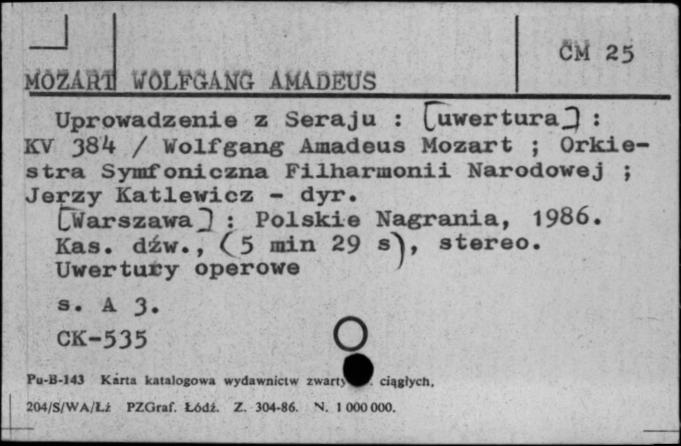 CM 25
MOZART WOLFGANG AMADEUS
Uprowadzenie z Seraju : [uwertura] :
KV 384 / Wolfgang Amadeus Mozart ; Orkie-
stra Symfoniczna Filharmonii Narodowej ;
Jerzy Katlewicz - dyr.
[Warszawa] : Polskie Nagrania, 1986.
Kas. dźw., (5 min 29 s), stereo.
Uwertury operowe
s. A 3.
CK-535
Pu-B-143 Karta katalogowa wydawnictw ciągłych.
204/S/WA/Łż PZGraf. Łódź. Z. 304-86. N. 1 000 000.